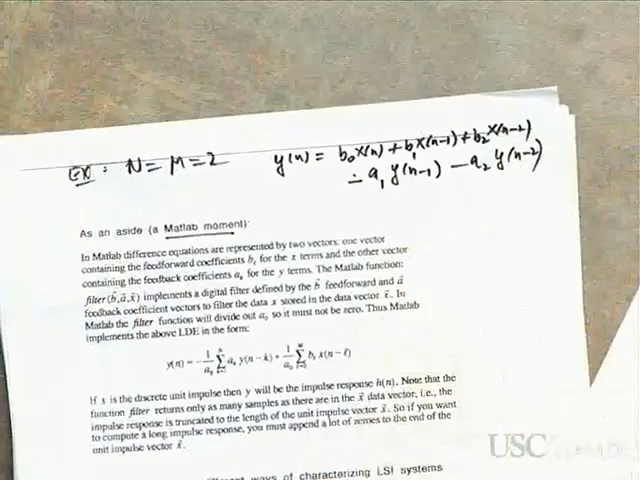 EX: N = M = 2 y(n) = b₀x(n) + b₁x(n-1) + b₂x(n-2)
- a₁y(n-1) - a₂y(n-2)
As an aside (a Matlab moment):
In Matlab difference equations are represented by two vectors: one vector
containing the feedforward coefficients bₗ for the x terms and the other vector
containing the feedback coefficients aₖ for the y terms. The Matlab function:
filter(b⃗,a⃗,x⃗) implements a digital filter defined by the b⃗ feedforward and a⃗
feedback coefficient vectors to filter the data x stored in the data vector x⃗. In
Matlab the filter function will divide out a₀ so it must not be zero. Thus Matlab
implements the above LDE in the form:
y(n) = -1/a₀ Σ aₖ y(n-k) + 1/a₀ Σ bₗ x(n-ℓ)
If x is the discrete unit impulse then y will be the impulse response h(n). Note that the
function filter returns only as many samples as there are in the x⃗ data vector, i.e., the
impulse response is truncated to the length of the unit impulse vector x⃗. So if you want
to compute a long impulse response, you must append a lot of zeroes to the end of the
unit impulse vector x⃗.
ways of characterizing LSI systems
USC